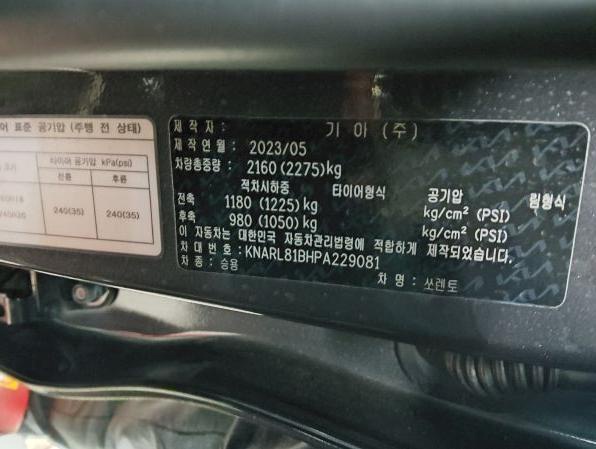 어 표준 공기압 (주행 전 상태)
타이어 공기압 kPa(psi)
전륜 후륜
240(35) 240(35)
제 작 자 : 기 아 (주)
제 작 연 월 : 2023/05
차량총중량 : 2160 (2275)kg
적차시하중 타이어형식 공기압 림형식
전축 1180 (1225)kg kg/cm² (PSI)
후축 980 (1050)kg kg/cm² (PSI)
이 자동차는 대한민국 자동차관리법령에 적합하게 제작되었습니다.
차 대 번 호 : KNARL81BHPA229081
차 종 : 승용 차 명 : 쏘렌토